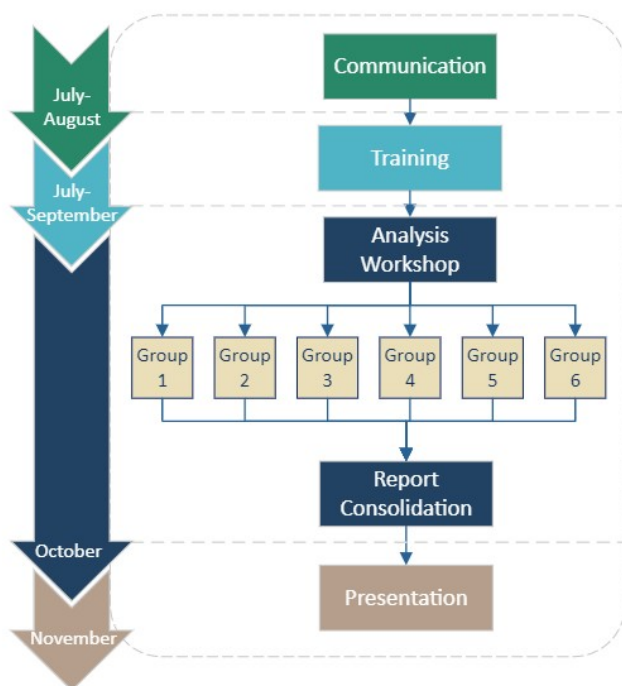 July-
August
Communication
July-
September
Training
Analysis
Workshop
Group
1
Group
2
Group
3
Group
4
Group
5
Group
6
Report
Consolidation
October
Presentation
November